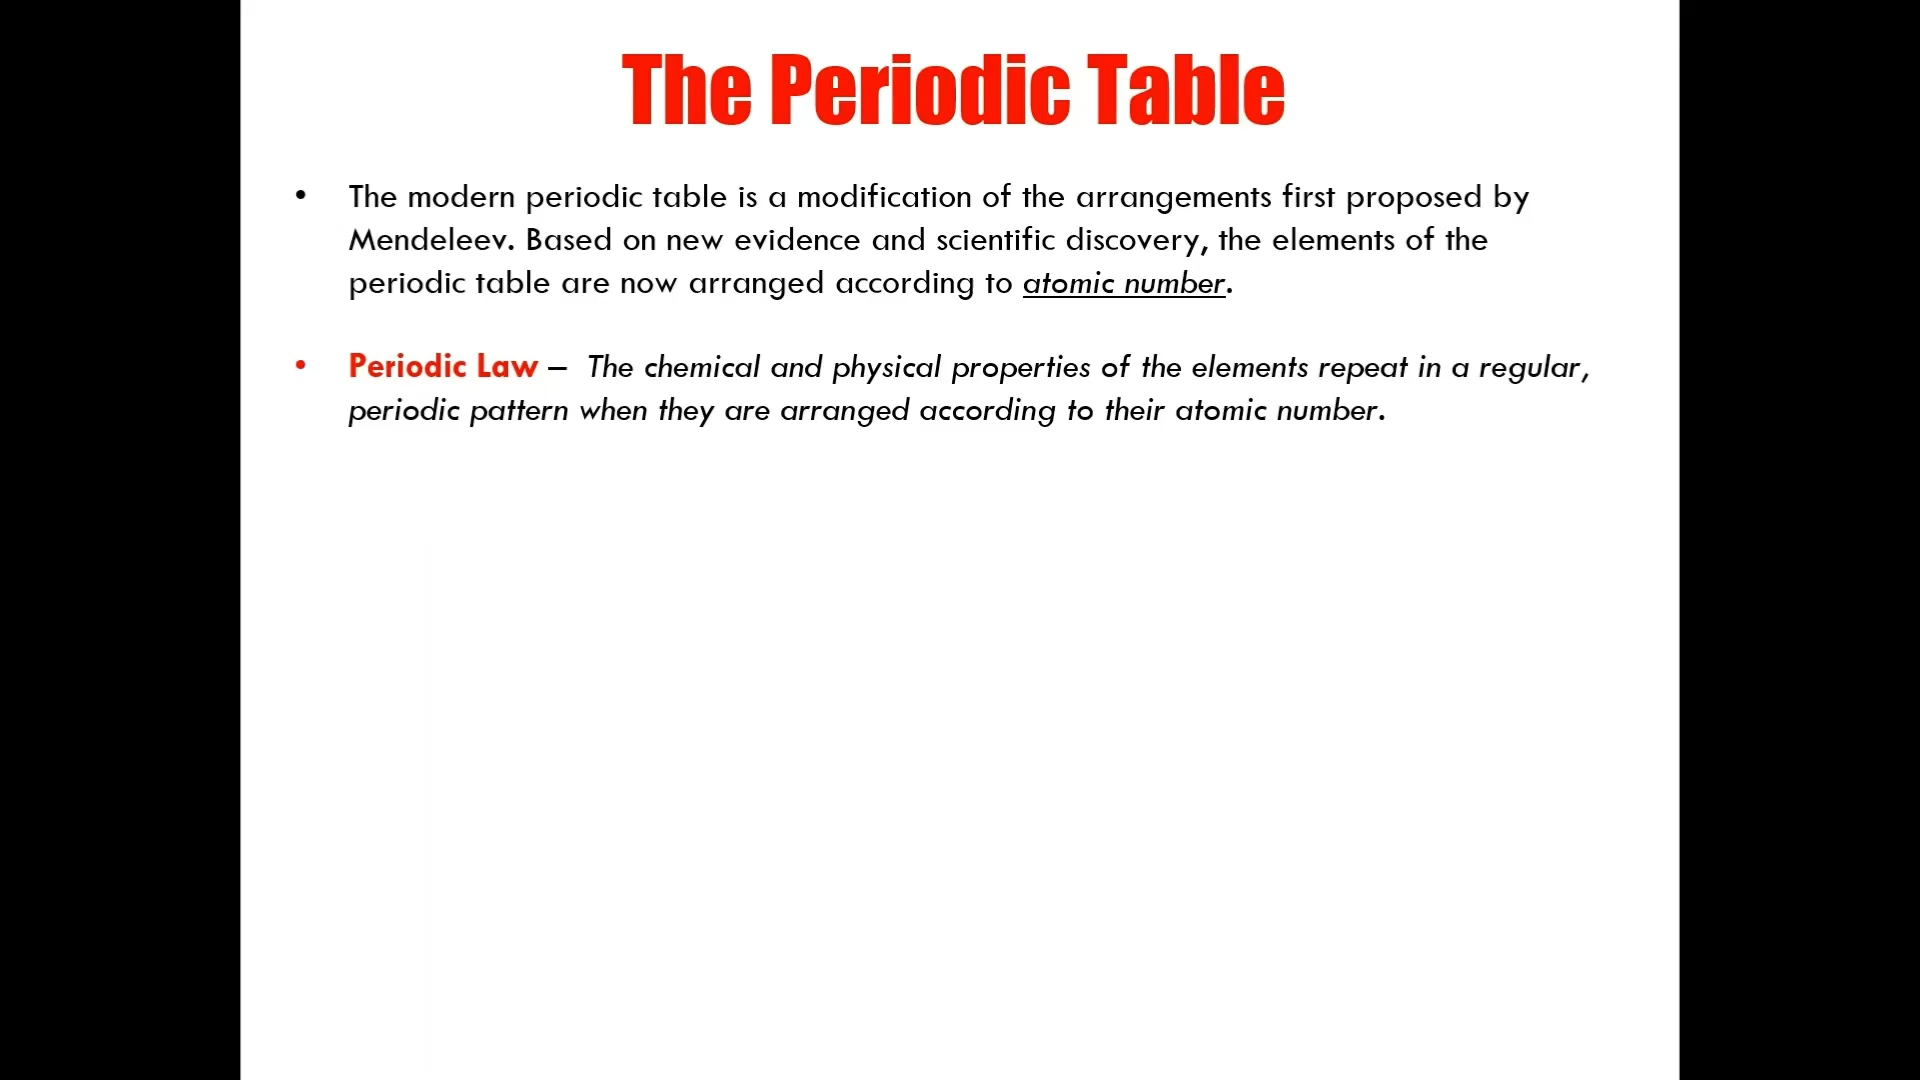 The Periodic Table
• The modern periodic table is a modification of the arrangements first proposed by
Mendeleev. Based on new evidence and scientific discovery, the elements of the
periodic table are now arranged according to atomic number.
• Periodic Law – The chemical and physical properties of the elements repeat in a regular,
periodic pattern when they are arranged according to their atomic number.